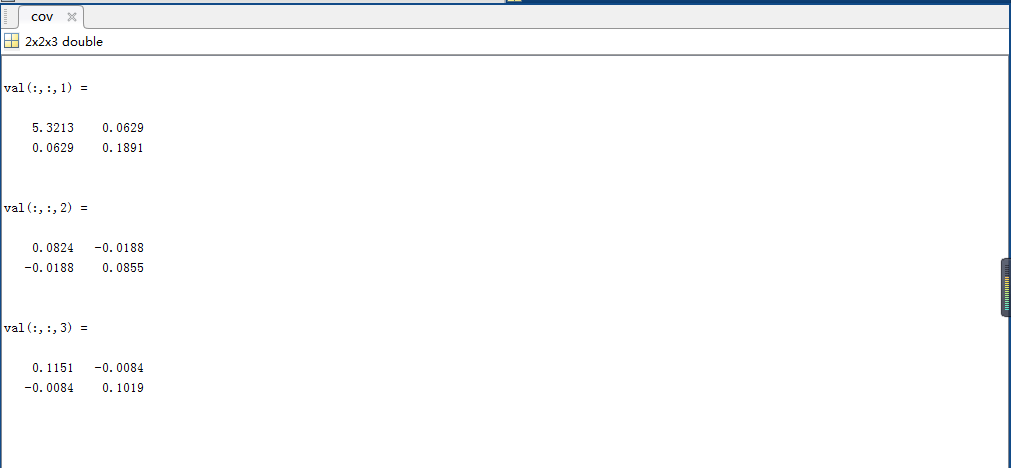 cov
2x2x3 double
val(:,:,1) =
5.3213 0.0629
0.0629 0.1891
val(:,:,2) =
0.0824 -0.0188
-0.0188 0.0855
val(:,:,3) =
0.1151 -0.0084
-0.0084 0.1019